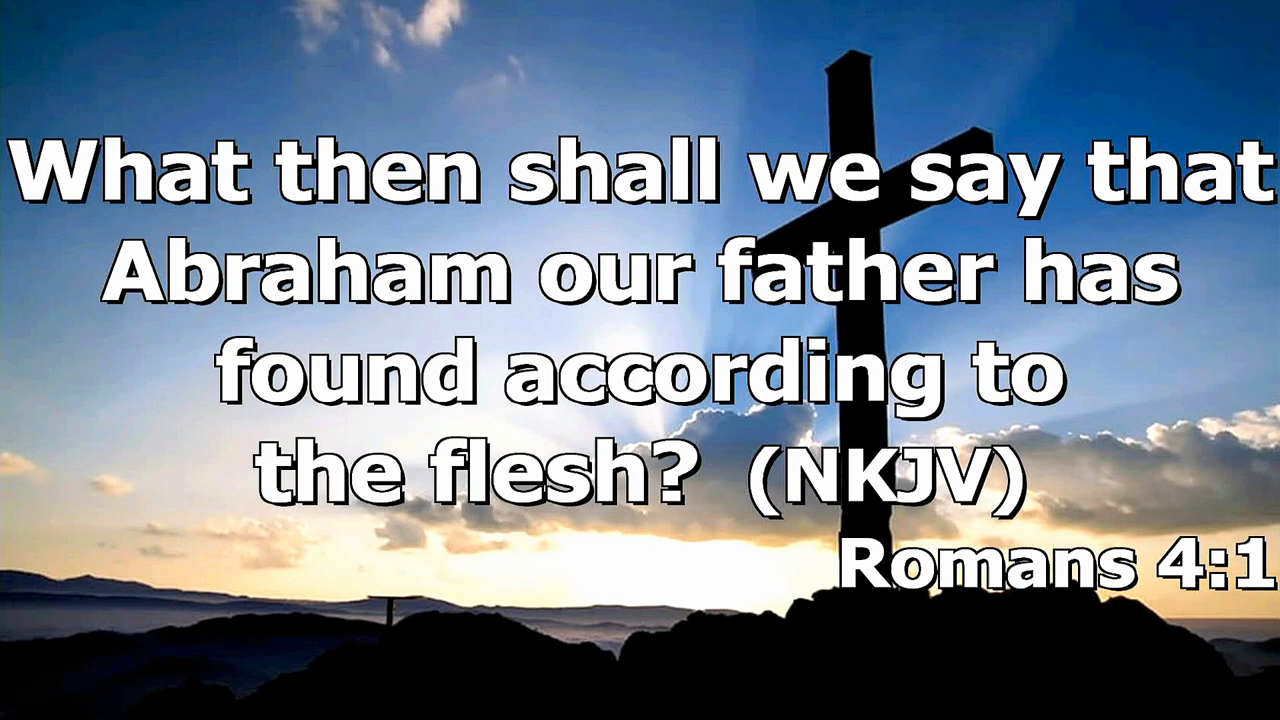 What then shall we say that
Abraham our father has
found according to
the flesh? (NKJV)
Romans 4:1